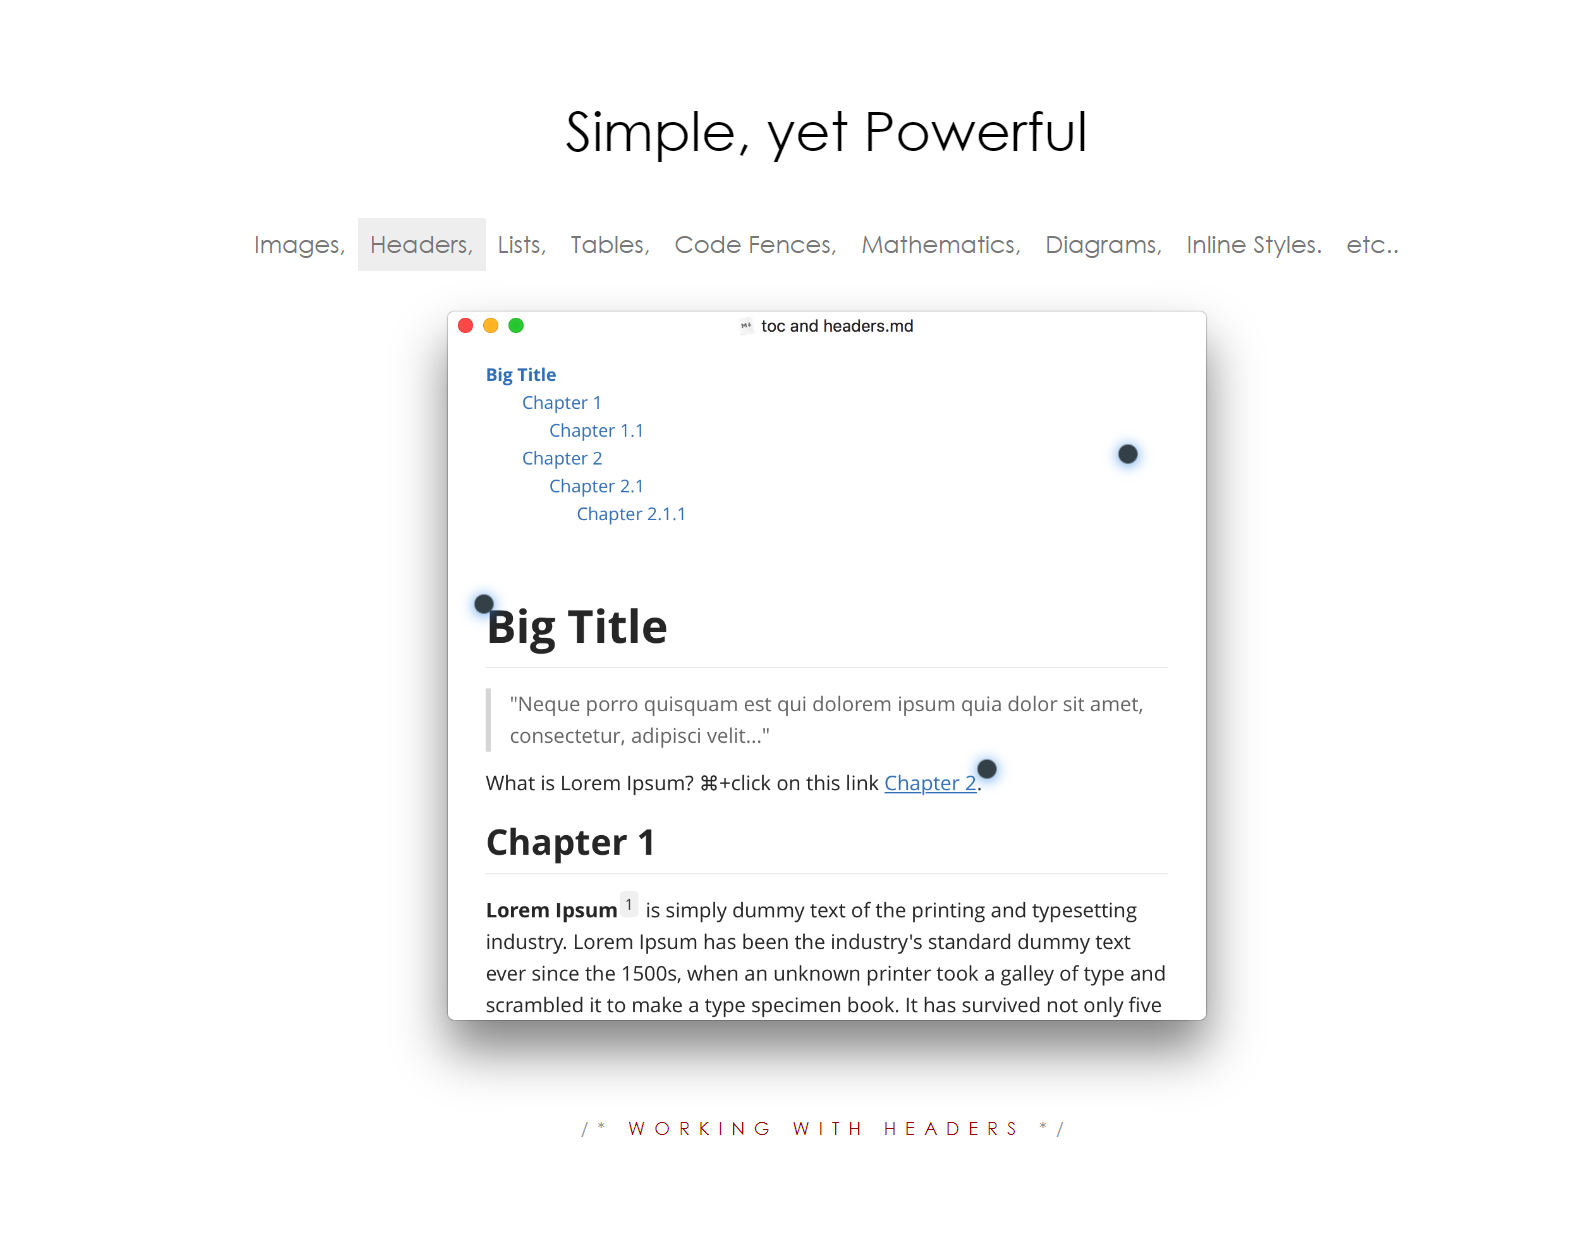 Simple, yet Powerful
Images, Headers, Lists, Tables, Code Fences, Mathematics, Diagrams, Inline Styles. etc..
toc and headers.md
Big Title
Chapter 1
Chapter 1.1
Chapter 2
Chapter 2.1
Chapter 2.1.1
Big Title
"Neque porro quisquam est qui dolorem ipsum quia dolor sit amet,
consectetur, adipisci velit..."
What is Lorem Ipsum? ⌘+click on this link Chapter 2.
Chapter 1
Lorem Ipsum 1 is simply dummy text of the printing and typesetting
industry. Lorem Ipsum has been the industry's standard dummy text
ever since the 1500s, when an unknown printer took a galley of type and
scrambled it to make a type specimen book. It has survived not only five
/* WORKING WITH HEADERS */